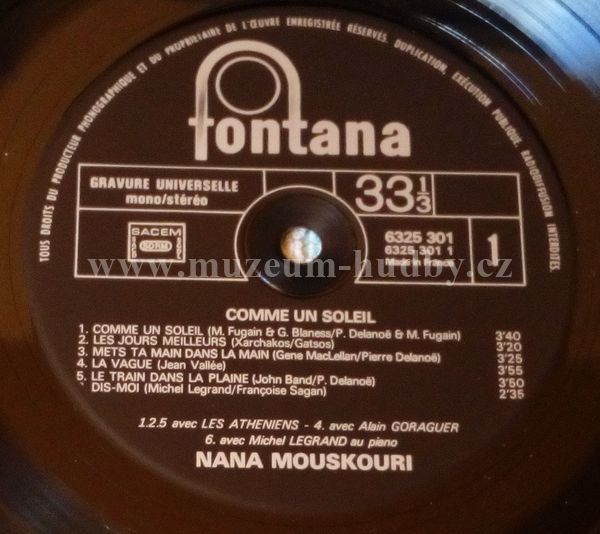 TOUS DROITS DU PRODUCTEUR PHONOGRAPHIQUE ET DU PROPRIETAIRE DE L'ŒUVRE ENREGISTRÉE RÉSERVÉS. DUPLICATION, EXÉCUTION PUBLIQUE, RADIODIFFUSION INTERDITES.
fontana
GRAVURE UNIVERSELLE
mono/stéréo
33 1/3
SACEM
SDRM
6325 301
6325 301 1
Made in France
1
www.muzeum-hudby.cz
COMME UN SOLEIL
1. COMME UN SOLEIL (M. Fugain & G. Blaness/P. Delanoë & M. Fugain) 3'40
2. LES JOURS MEILLEURS (Xarchakos/Gatsos) 3'20
3. METS TA MAIN DANS LA MAIN (Gene MacLellan/Pierre Delanoë) 3'25
4. LA VAGUE (Jean Vallée) 3'55
5. LE TRAIN DANS LA PLAINE (John Band/P. Delanoë) 3'50
DIS-MOI (Michel Legrand/Françoise Sagan) 2'35
1.2.5 avec LES ATHENIENS - 4. avec Alain GORAGUER
6. avec Michel LEGRAND au piano
NANA MOUSKOURI